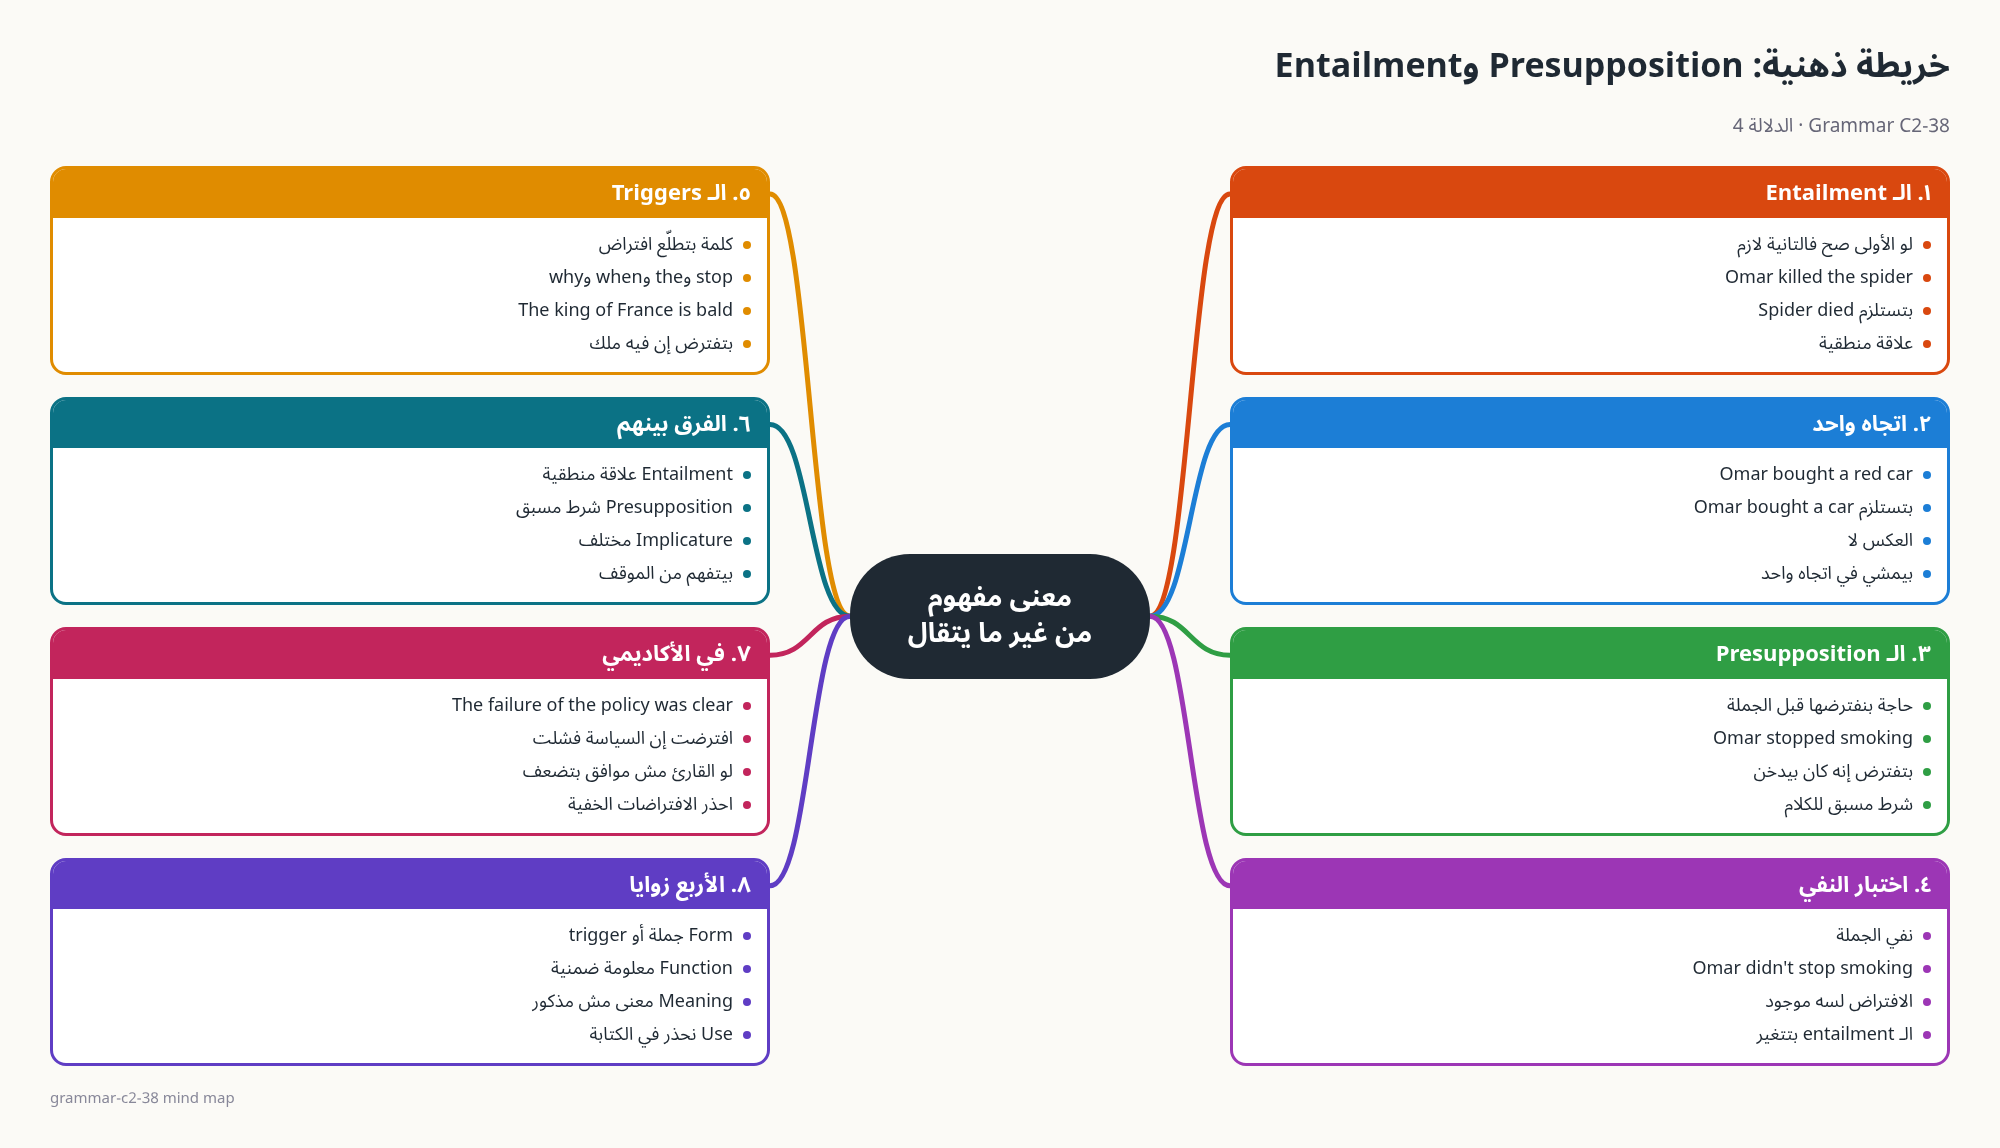 خريطة ذهنية: Presupposition وEntailment
Grammar C2-38 · الدلالة 4
١. الـ Entailment
لو الأولى صح فالتانية لازم
Omar killed the spider
بتستلزم Spider died
علاقة منطقية
٢. اتجاه واحد
Omar bought a red car
بتستلزم Omar bought a car
العكس لا
بيمشي في اتجاه واحد
٣. الـ Presupposition
حاجة بنفترضها قبل الجملة
Omar stopped smoking
بتفترض إنه كان بيدخن
شرط مسبق للكلام
٤. اختبار النفي
نفي الجملة
Omar didn't stop smoking
الافتراض لسه موجود
الـ entailment بتتغير
معنى مفهوم
من غير ما يتقال
٥. الـ Triggers
كلمة بتطلّع افتراض
stop وthe وwhen وwhy
The king of France is bald
بتفترض إن فيه ملك
٦. الفرق بينهم
Entailment علاقة منطقية
Presupposition شرط مسبق
Implicature مختلف
بيتفهم من الموقف
٧. في الأكاديمي
The failure of the policy was clear
افترضت إن السياسة فشلت
لو القارئ مش موافق بتضعف
احذر الافتراضات الخفية
٨. الأربع زوايا
Form جملة أو trigger
Function معلومة ضمنية
Meaning معنى مش مذكور
Use نحذر في الكتابة
grammar-c2-38 mind map